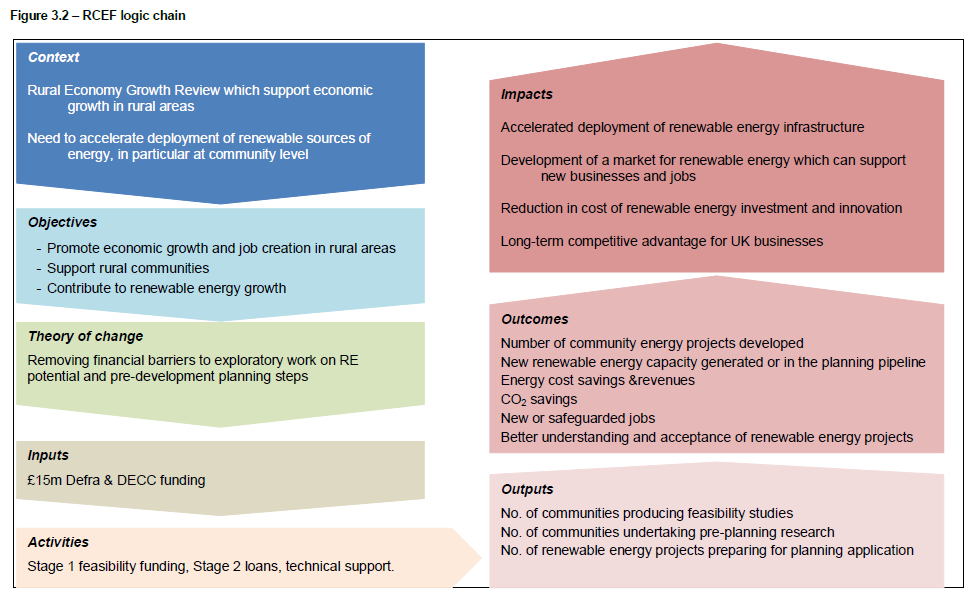 Figure 3.2 – RCEF logic chain
Context
Rural Economy Growth Review which support economic
growth in rural areas
Need to accelerate deployment of renewable sources of
energy, in particular at community level
Objectives
- Promote economic growth and job creation in rural areas
- Support rural communities
- Contribute to renewable energy growth
Theory of change
Removing financial barriers to exploratory work on RE
potential and pre-development planning steps
Inputs
£15m Defra & DECC funding
Activities
Stage 1 feasibility funding, Stage 2 loans, technical support.
Outputs
No. of communities producing feasibility studies
No. of communities undertaking pre-planning research
No. of renewable energy projects preparing for planning application
Outcomes
Number of community energy projects developed
New renewable energy capacity generated or in the planning pipeline
Energy cost savings &revenues
CO₂ savings
New or safeguarded jobs
Better understanding and acceptance of renewable energy projects
Impacts
Accelerated deployment of renewable energy infrastructure
Development of a market for renewable energy which can support
new businesses and jobs
Reduction in cost of renewable energy investment and innovation
Long-term competitive advantage for UK businesses